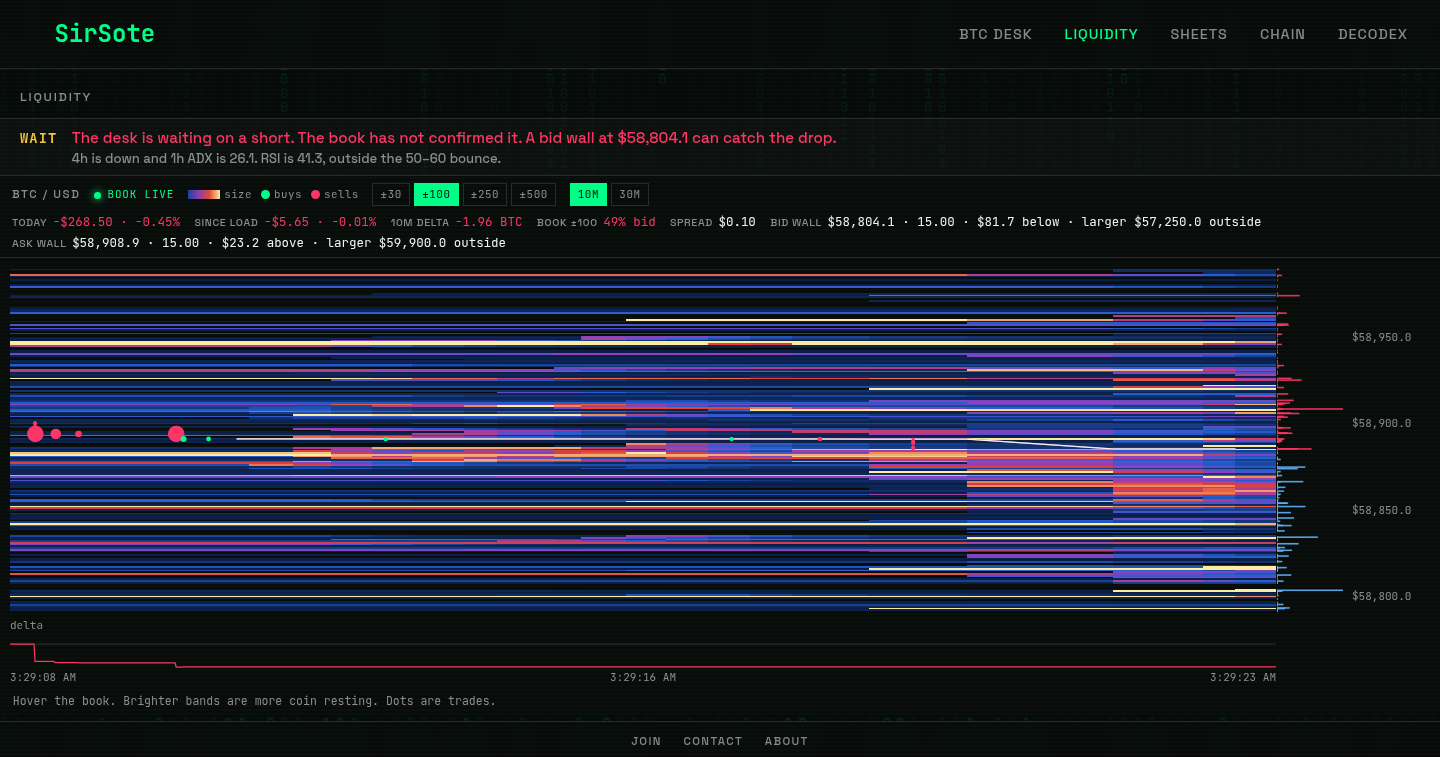 SirSote
BTC DESK LIQUIDITY SHEETS CHAIN DECODEX
LIQUIDITY
WAIT The desk is waiting on a short. The book has not confirmed it. A bid wall at $58,804.1 can catch the drop.
4h is down and 1h ADX is 26.1. RSI is 41.3, outside the 50–60 bounce.
BTC / USD BOOK LIVE size buys sells ±30 ±100 ±250 ±500 10M 30M
TODAY -$268.50 · -0.45% SINCE LOAD -$5.65 · -0.01% 10M DELTA -1.96 BTC BOOK ±100 49% bid SPREAD $0.10 BID WALL $58,804.1 · 15.00 · $81.7 below · larger $57,250.0 outside
ASK WALL $58,908.9 · 15.00 · $23.2 above · larger $59,900.0 outside
$58,950.0
$58,900.0
$58,850.0
$58,800.0
delta
3:29:08 AM 3:29:16 AM 3:29:23 AM
Hover the book. Brighter bands are more coin resting. Dots are trades.
JOIN CONTACT ABOUT